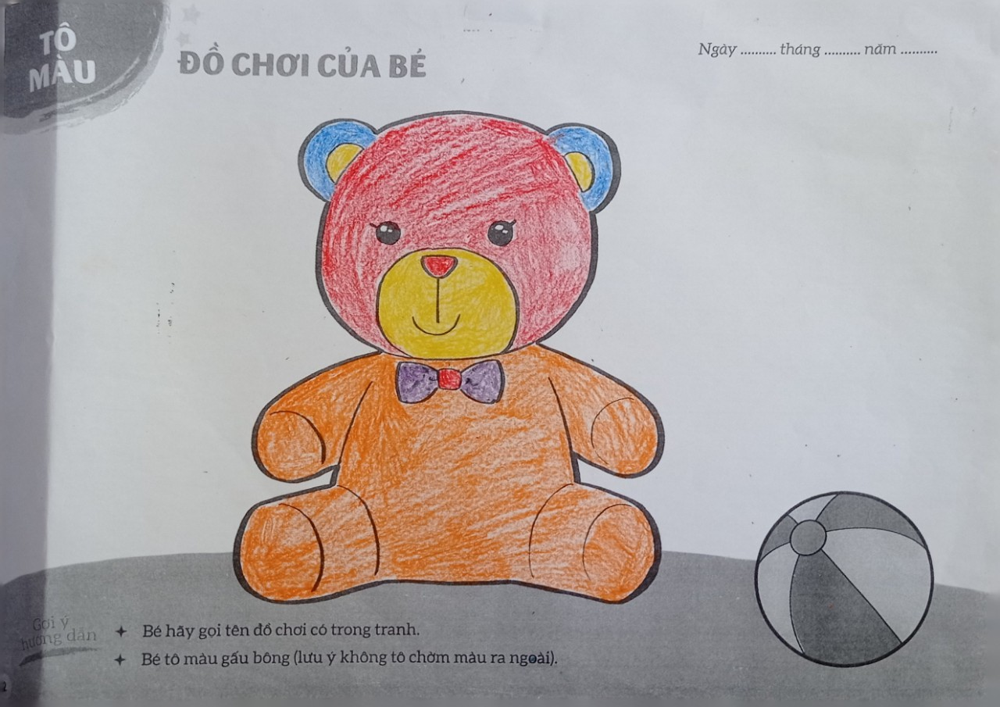 TÔ
MÀU
ĐỒ CHƠI CỦA BÉ
Ngày .......... tháng .......... năm ..........
Gợi ý
hướng dẫn
Bé hãy gọi tên đồ chơi có trong tranh.
Bé tô màu gấu bông (lưu ý không tô chờm màu ra ngoài).
2